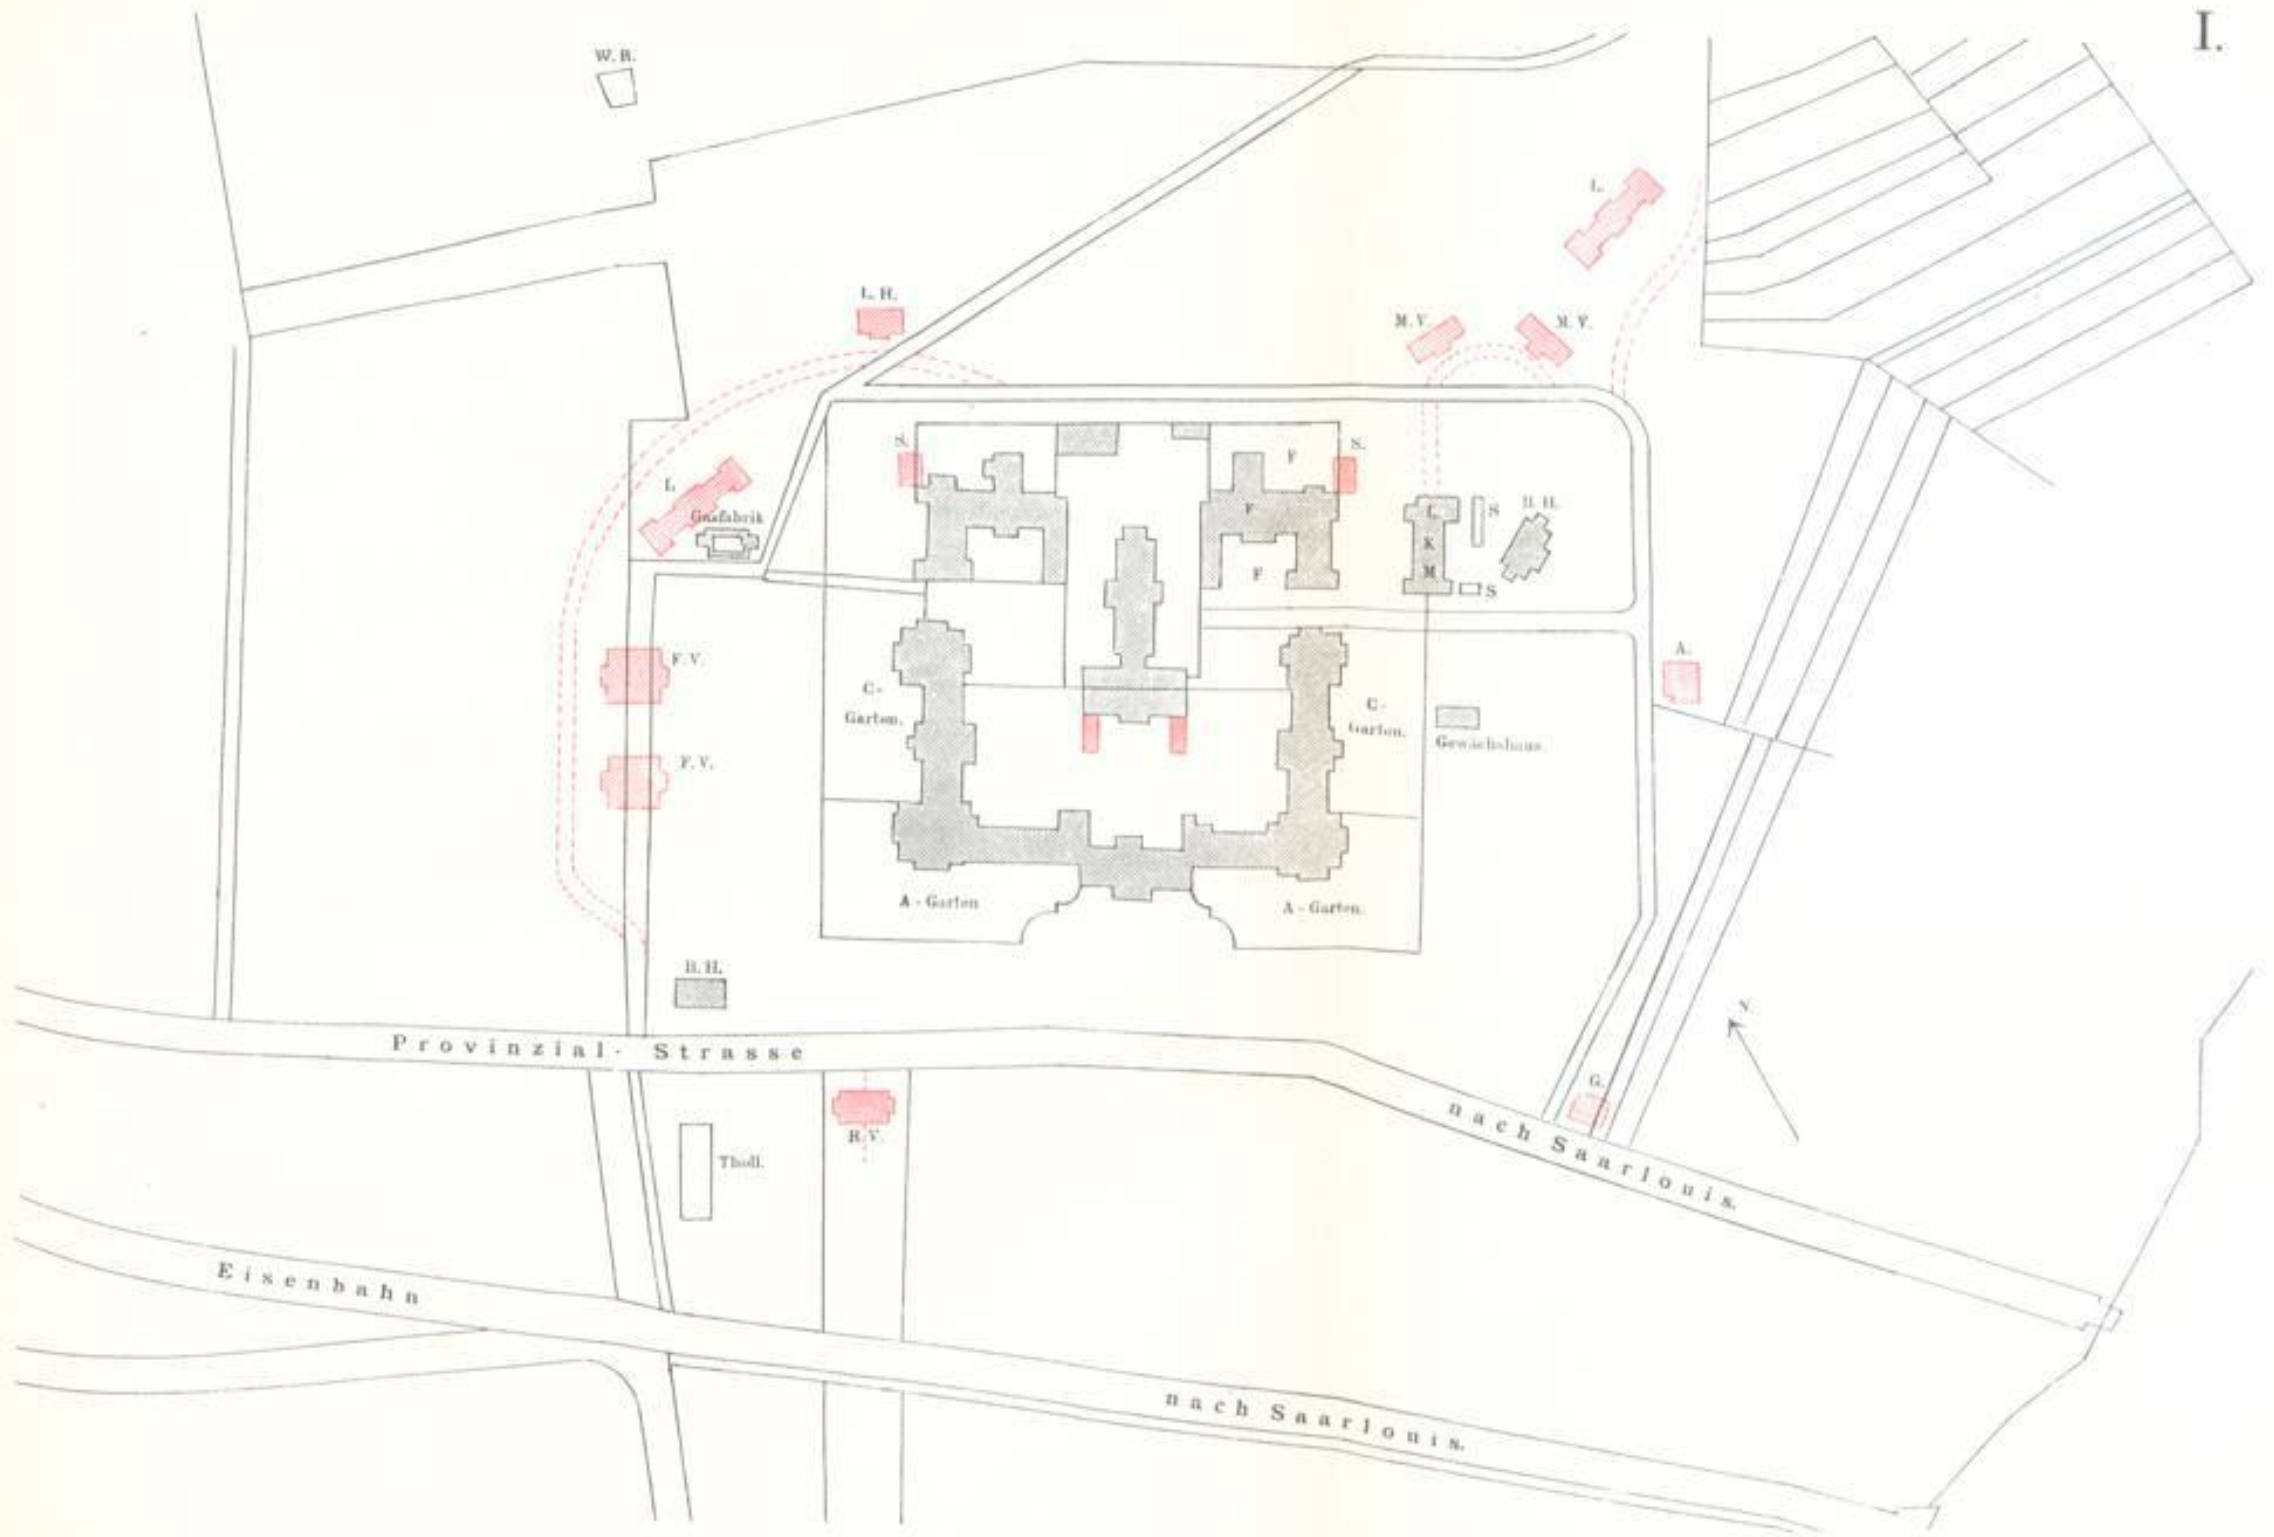 I.
W. B.
L.
L. H.
M. V.
M. V.
S.
F
S.
L
Gasfabrik
F
L
K
M
S
B. H.
F
S
F. V.
A.
C-
Garten.
C-
Garten.
Gewächshaus.
F. V.
A - Garten
A - Garten.
B. H.
N.
Provinzial- Strasse
nach Saarlouis.
G.
R. V.
Tholl.
Eisenbahn
nach Saarlouis.